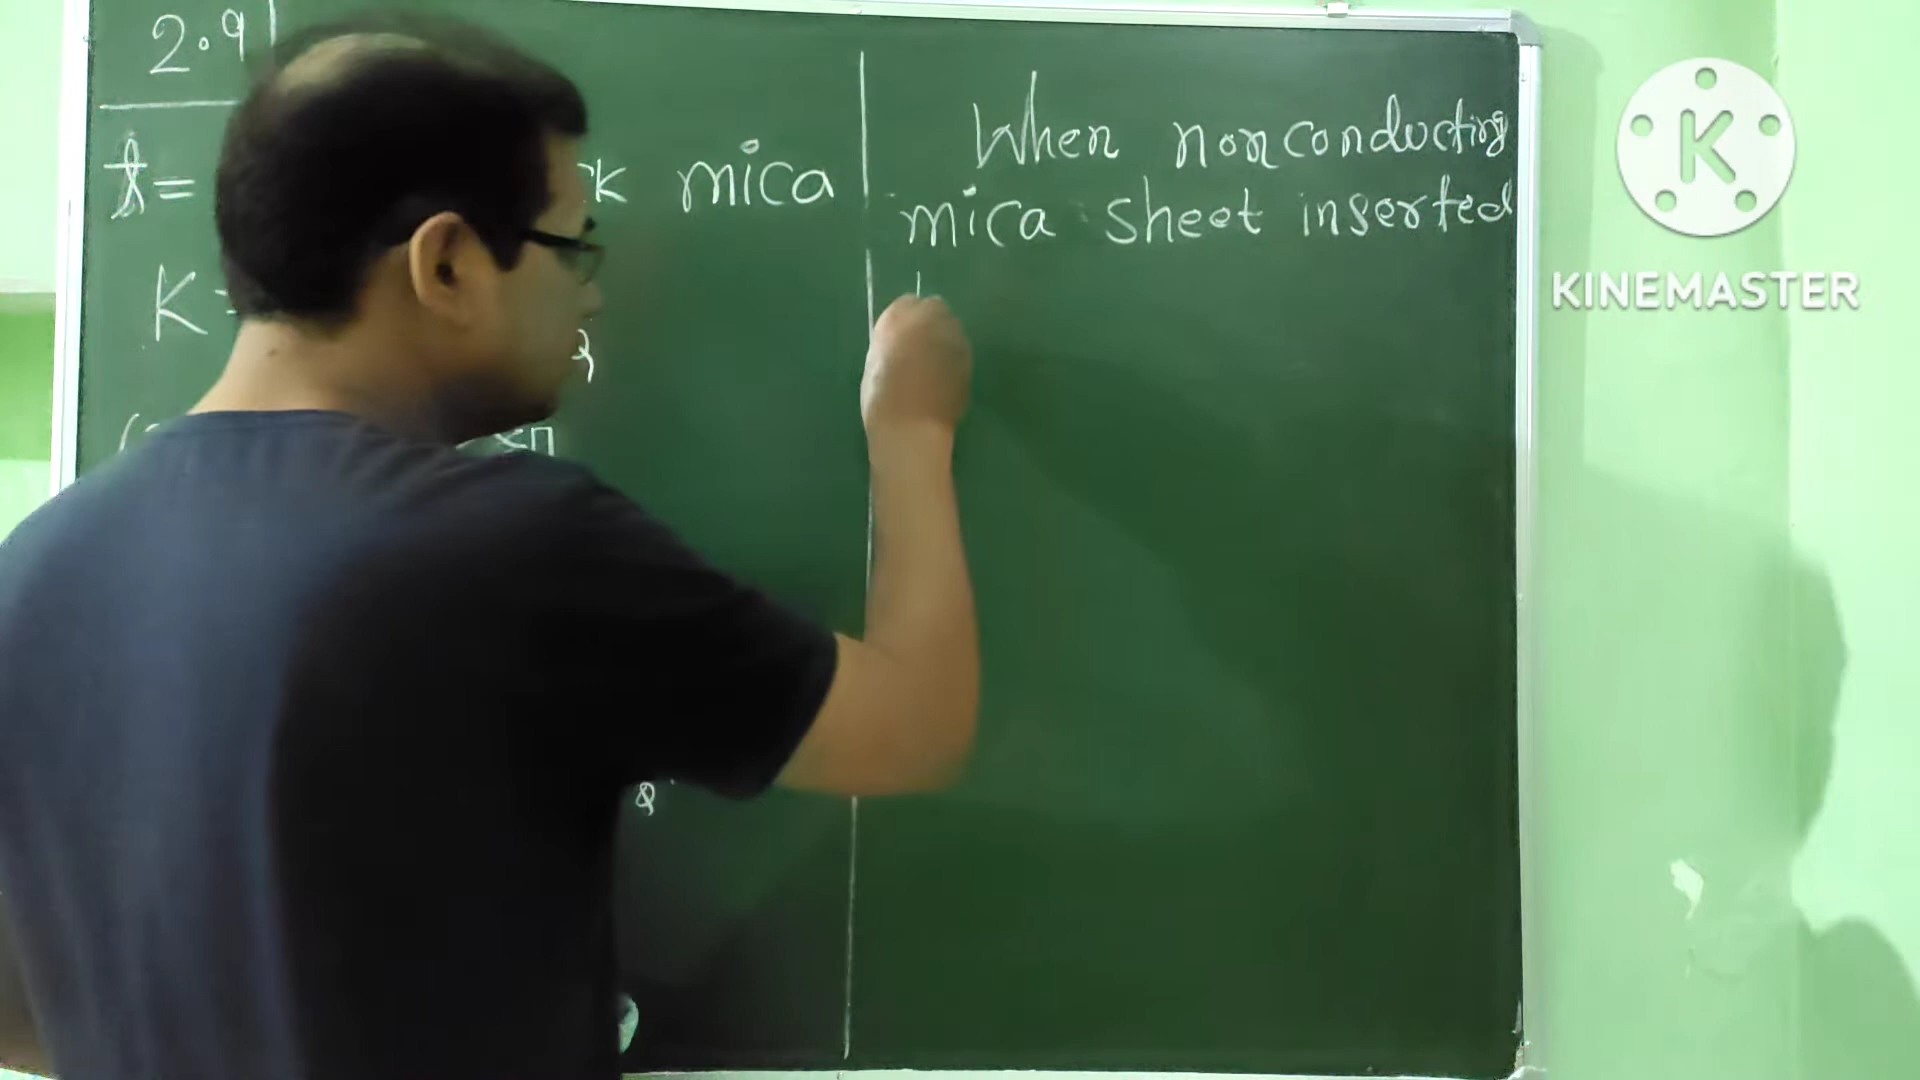 2.9
t = mica
K
When nonconducting
mica sheet inserted
K
KINEMASTER